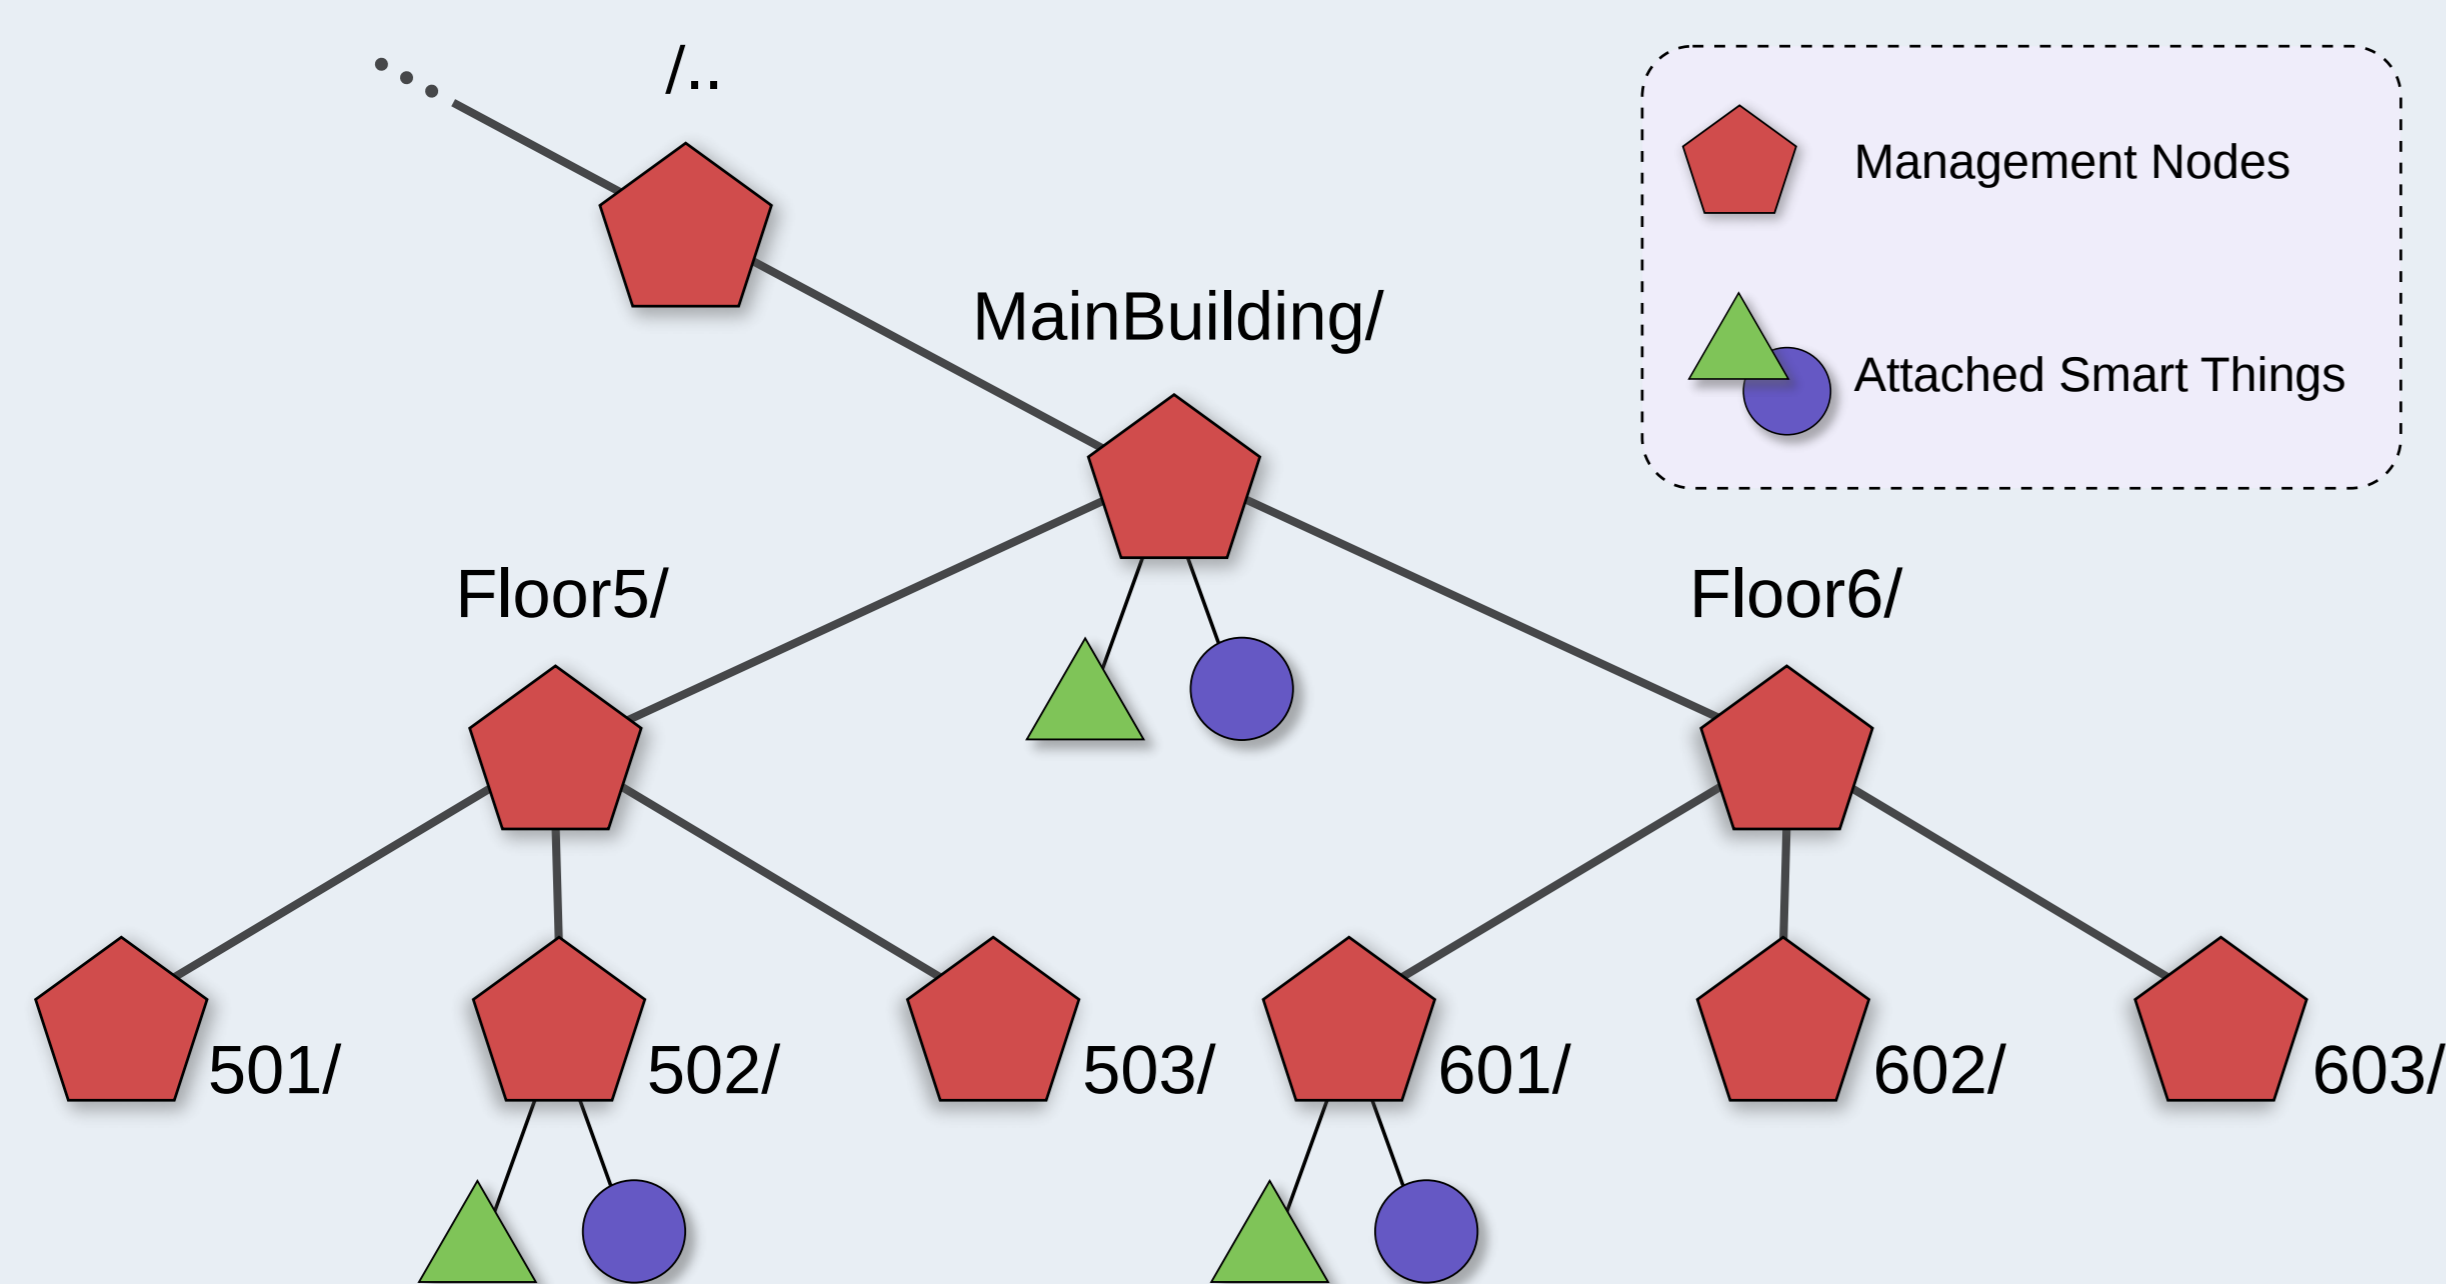 /..
Management Nodes
MainBuilding/
Attached Smart Things
Floor5/
Floor6/
501/
502/
503/
601/
602/
603/